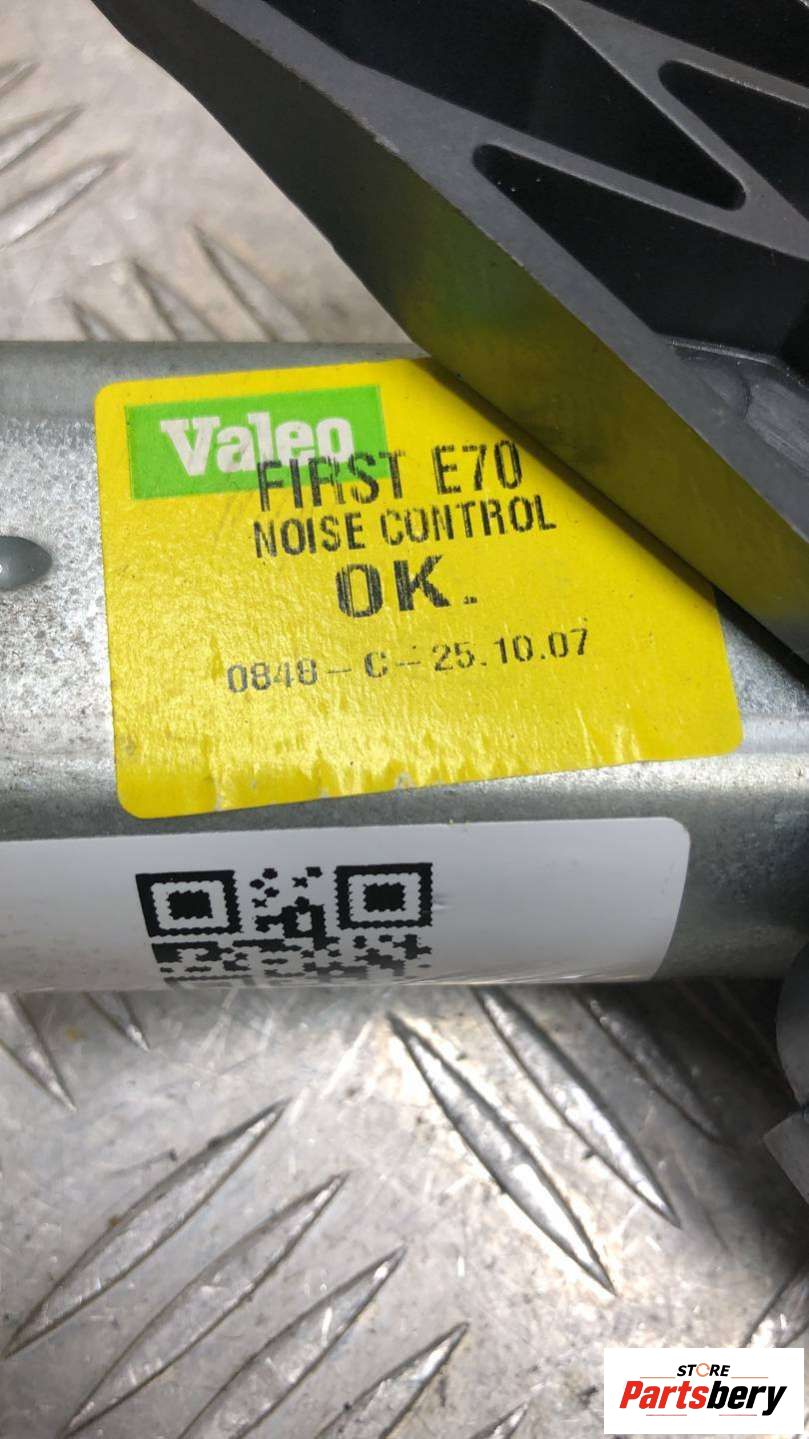 Valeo
FIRST E70
NOISE CONTROL
OK.
0848-C-25.10.07
STORE
Partsbery